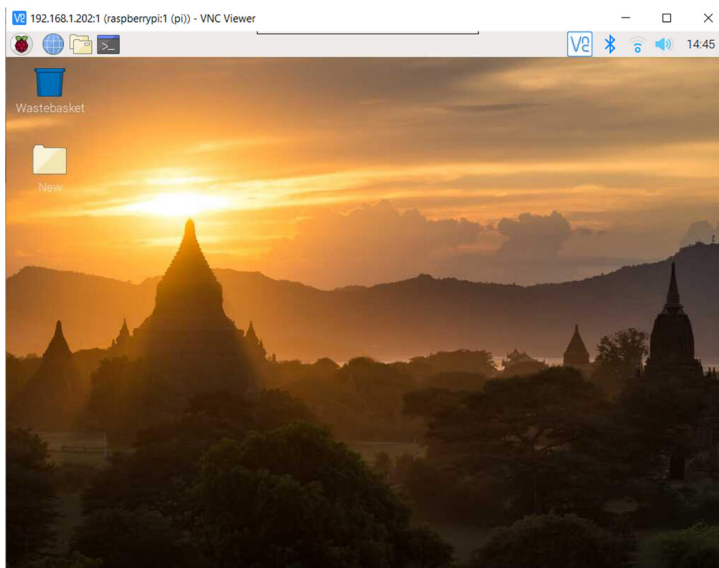 192.168.1.202:1 (raspberrypi:1 (pi)) - VNC Viewer
14:45
Wastebasket
New